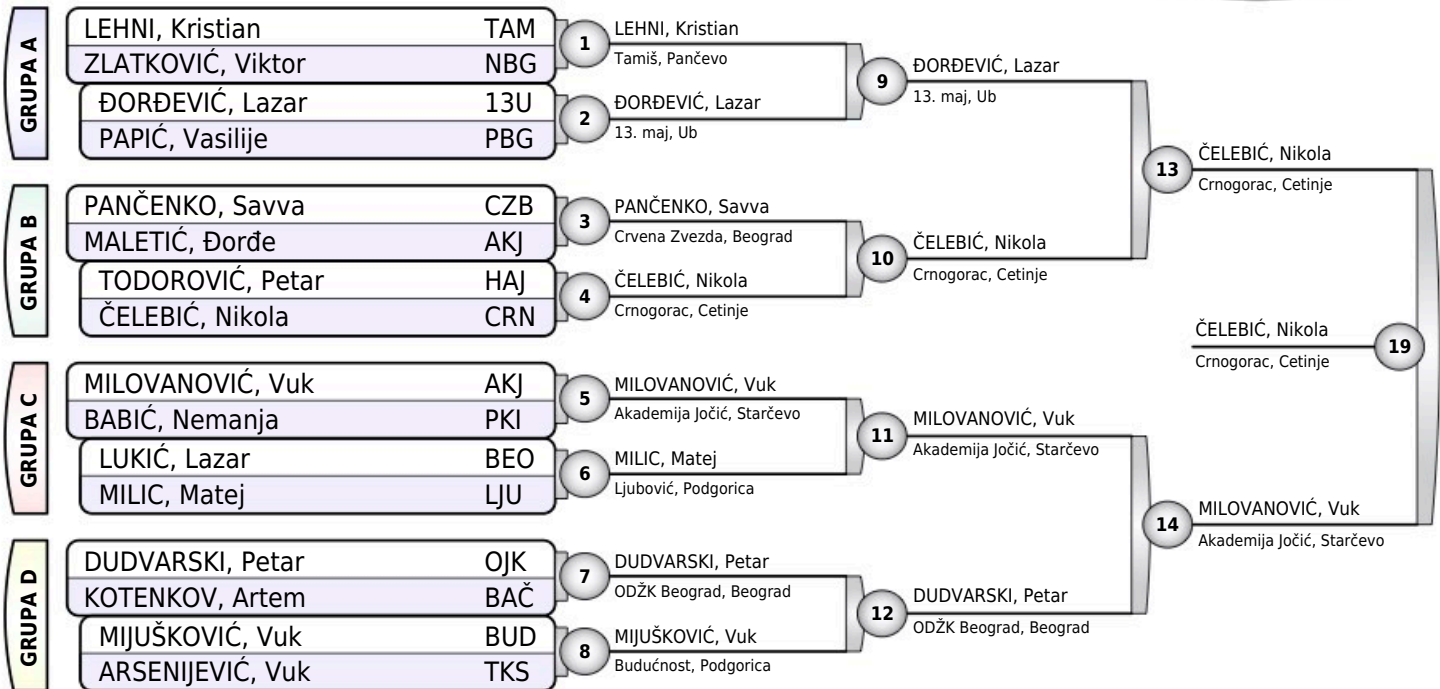 GRUPA A
LEHNI, Kristian TAM
ZLATKOVIĆ, Viktor NBG
ĐORĐEVIĆ, Lazar 13U
PAPIĆ, Vasilije PBG
GRUPA B
PANČENKO, Savva CZB
MALETIĆ, Đorđe AKJ
TODOROVIĆ, Petar HAJ
ČELEBIĆ, Nikola CRN
GRUPA C
MILOVANOVIĆ, Vuk AKJ
BABIĆ, Nemanja PKI
LUKIĆ, Lazar BEO
MILIC, Matej LJU
GRUPA D
DUDVARSKI, Petar OJK
KOTENKOV, Artem BAČ
MIJUŠKOVIĆ, Vuk BUD
ARSENIJEVIĆ, Vuk TKS
1 LEHNI, Kristian
Tamiš, Pančevo
2 ĐORĐEVIĆ, Lazar
13. maj, Ub
3 PANČENKO, Savva
Crvena Zvezda, Beograd
4 ČELEBIĆ, Nikola
Crnogorac, Cetinje
5 MILOVANOVIĆ, Vuk
Akademija Jočić, Starčevo
6 MILIC, Matej
Ljubović, Podgorica
7 DUDVARSKI, Petar
ODŽK Beograd, Beograd
8 MIJUŠKOVIĆ, Vuk
Budućnost, Podgorica
9 ĐORĐEVIĆ, Lazar
13. maj, Ub
10 ČELEBIĆ, Nikola
Crnogorac, Cetinje
11 MILOVANOVIĆ, Vuk
Akademija Jočić, Starčevo
12 DUDVARSKI, Petar
ODŽK Beograd, Beograd
13 ČELEBIĆ, Nikola
Crnogorac, Cetinje
14 MILOVANOVIĆ, Vuk
Akademija Jočić, Starčevo
ČELEBIĆ, Nikola 19
Crnogorac, Cetinje